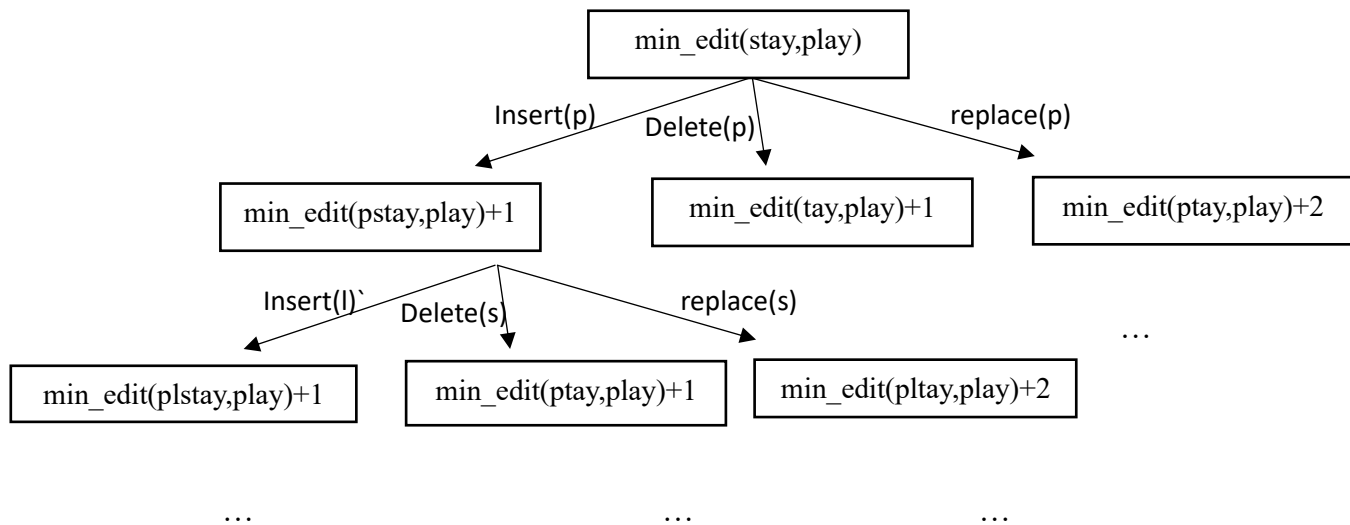 min_edit(stay,play)
Insert(p)
Delete(p)
replace(p)
min_edit(pstay,play)+1
min_edit(tay,play)+1
min_edit(ptay,play)+2
Insert(l)`
Delete(s)
replace(s)
…
min_edit(plstay,play)+1
min_edit(ptay,play)+1
min_edit(pltay,play)+2
…
…
…